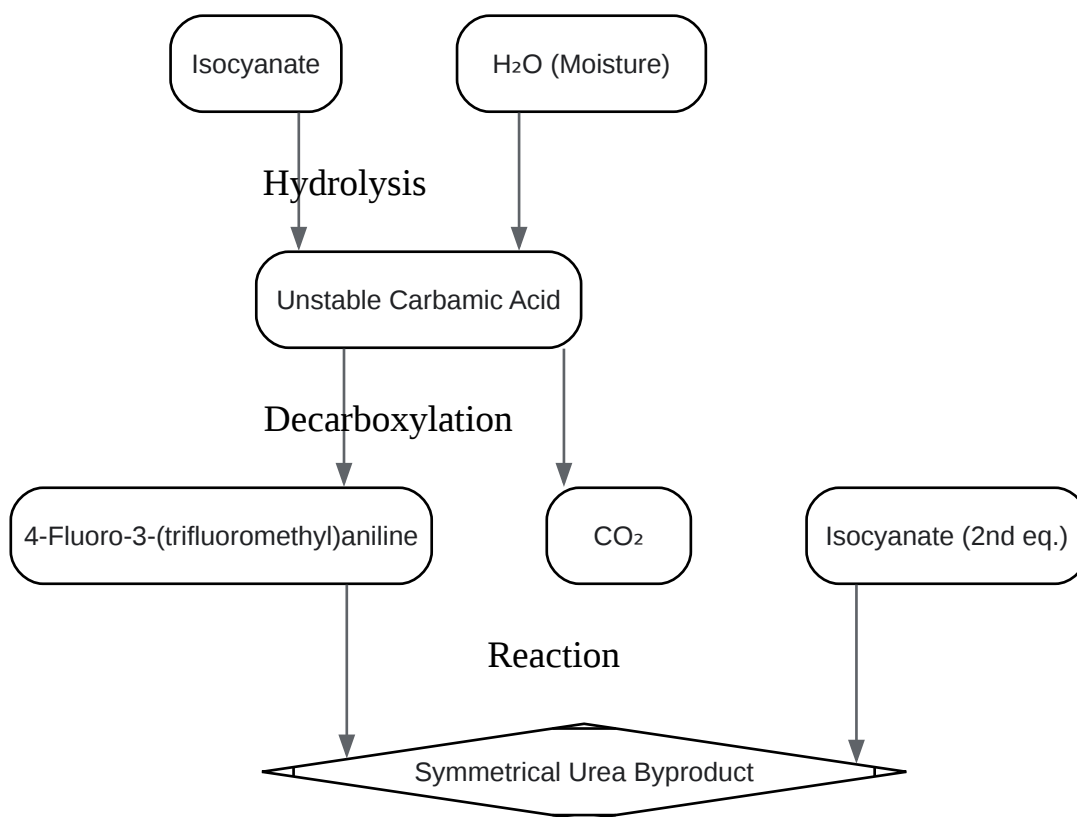 Isocyanate
H₂O (Moisture)
Hydrolysis
Unstable Carbamic Acid
Decarboxylation
4-Fluoro-3-(trifluoromethyl)aniline
CO₂
Isocyanate (2nd eq.)
Reaction
Symmetrical Urea Byproduct